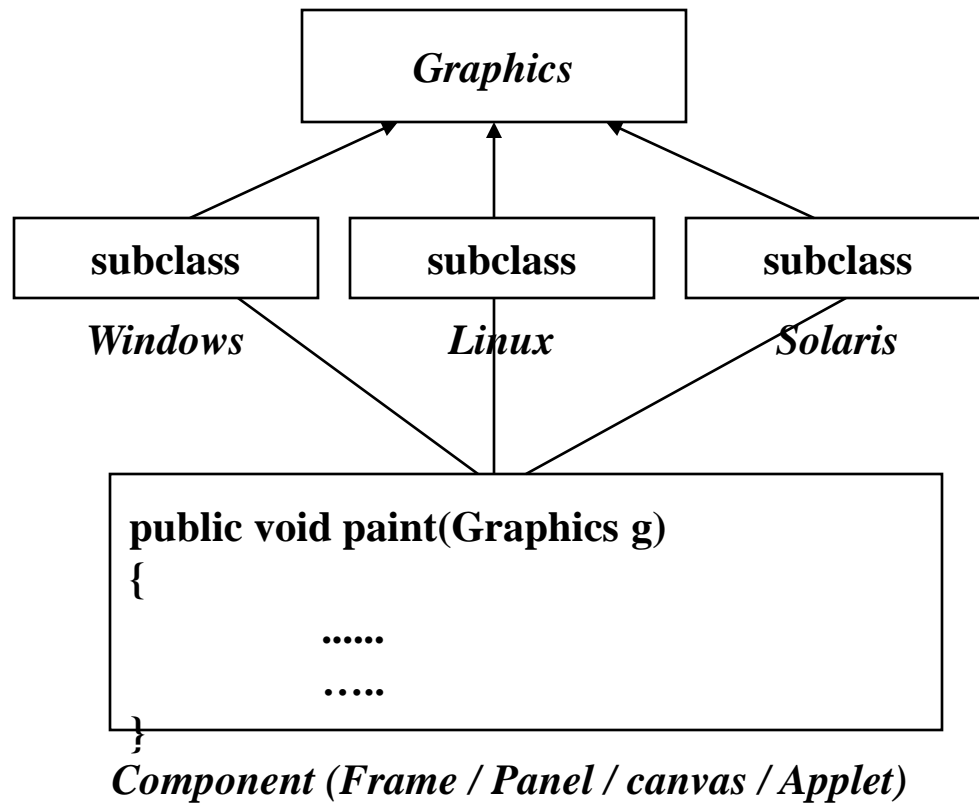 Graphics
subclass subclass subclass
Windows Linux Solaris
public void paint(Graphics g)
{
......
…..
}
Component (Frame / Panel / canvas / Applet)